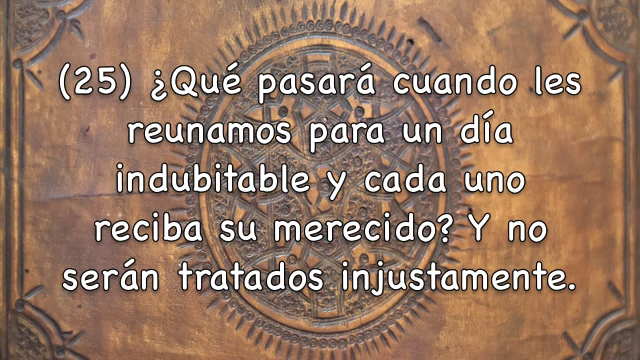 (25) ¿Qué pasará cuando les
reunamos para un día
indubitable y cada uno
reciba su merecido? Y no
serán tratados injustamente.